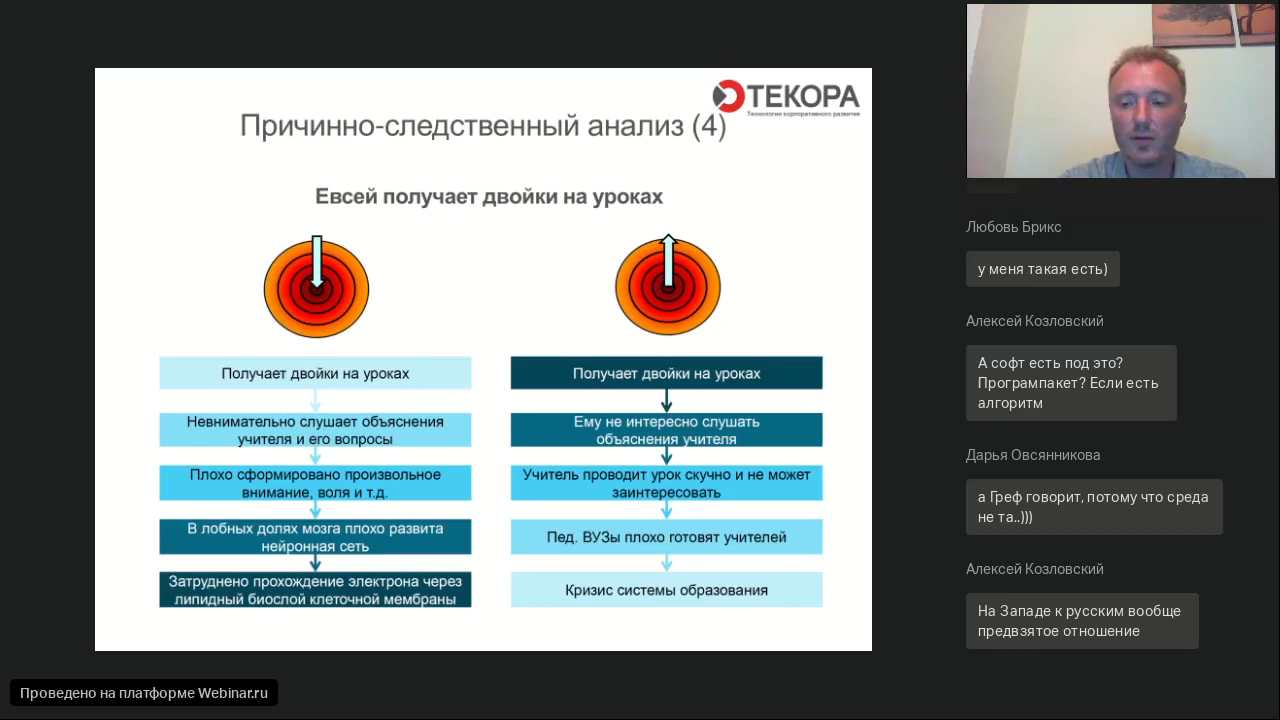 ТЕКОРА
Технологии корпоративного развития
Причинно-следственный анализ (4)
Евсей получает двойки на уроках
Получает двойки на уроках
Невнимательно слушает объяснения
учителя и его вопросы
Плохо сформировано произвольное
внимание, воля и т.д.
В лобных долях мозга плохо развита
нейронная сеть
Затруднено прохождение электрона через
липидный биослой клеточной мембраны
Получает двойки на уроках
Ему не интересно слушать
объяснения учителя
Учитель проводит урок скучно и не может
заинтересовать
Пед. ВУЗы плохо готовят учителей
Кризис системы образования
Любовь Брикс
у меня такая есть)
Алексей Козловский
А софт есть под это?
Програмпакет? Если есть
алгоритм
Дарья Овсянникова
а Греф говорит, потому что среда
не та..)))
Алексей Козловский
На Западе к русским вообще
предвзятое отношение
Проведено на платформе Webinar.ru